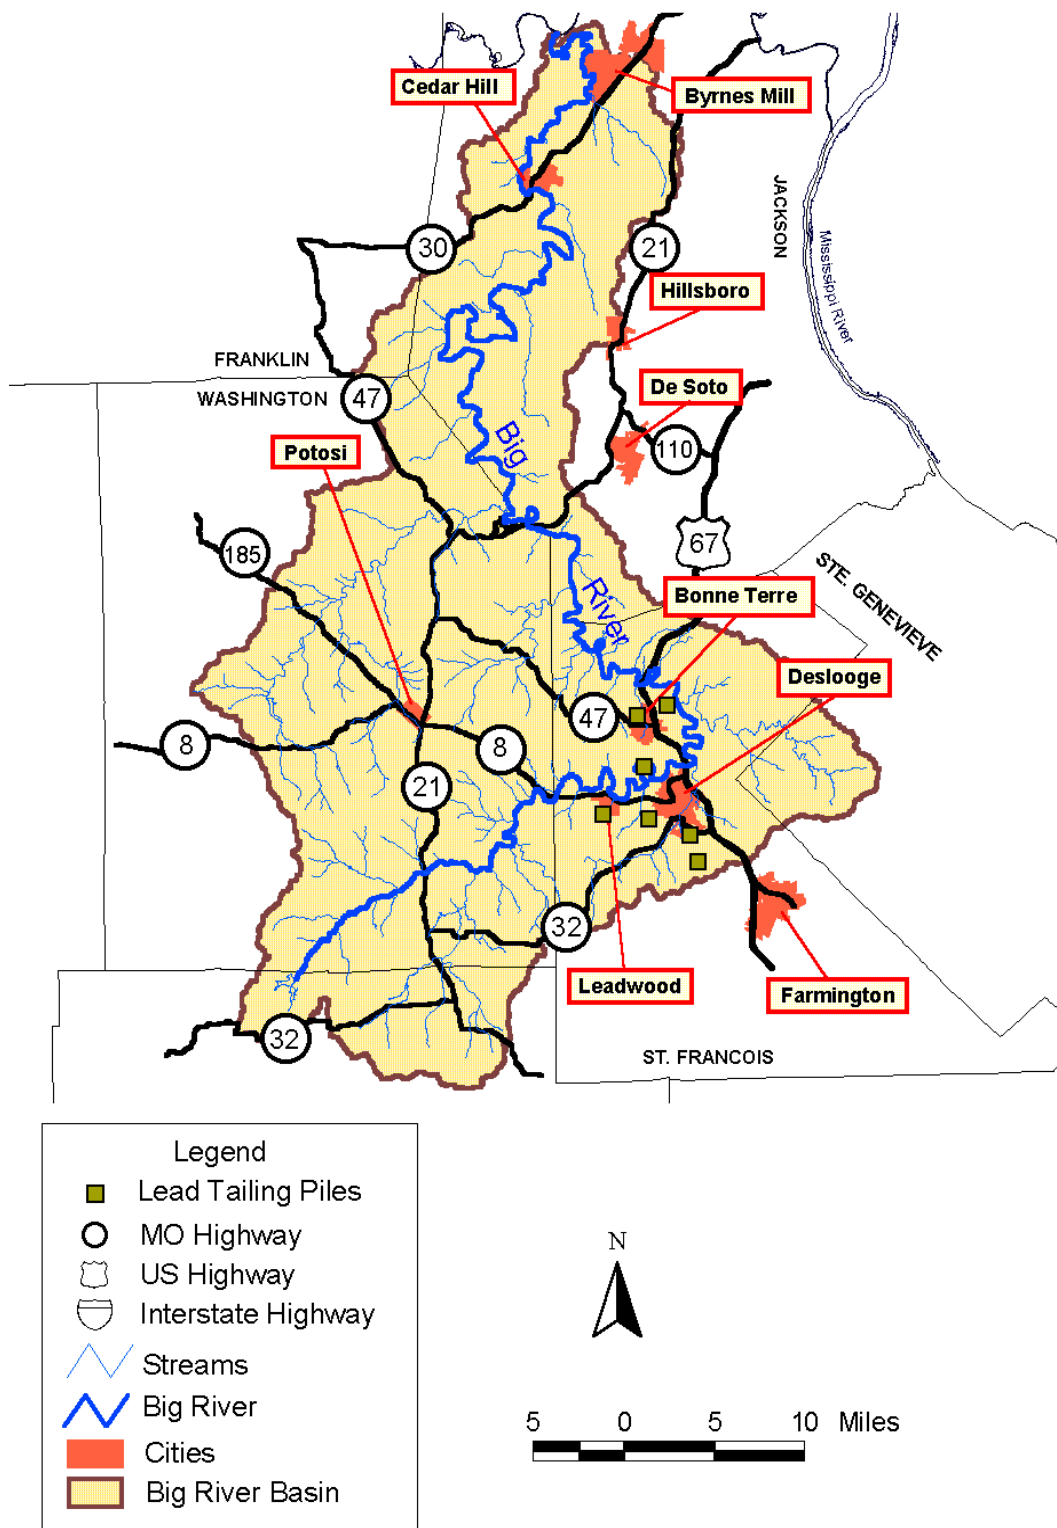 Cedar Hill
Byrnes Mill
JACKSON
Mississippi River
30
21
Hillsboro
FRANKLIN
WASHINGTON
47
De Soto
Big
110
Potosi
185
67
STE. GENEVIEVE
River
Bonne Terre
Deslooge
47
8
8
21
32
Leadwood
Farmington
32
ST. FRANCOIS
Legend
Lead Tailing Piles
MO Highway
US Highway
Interstate Highway
Streams
Big River
Cities
Big River Basin
N
5 0 5 10 Miles